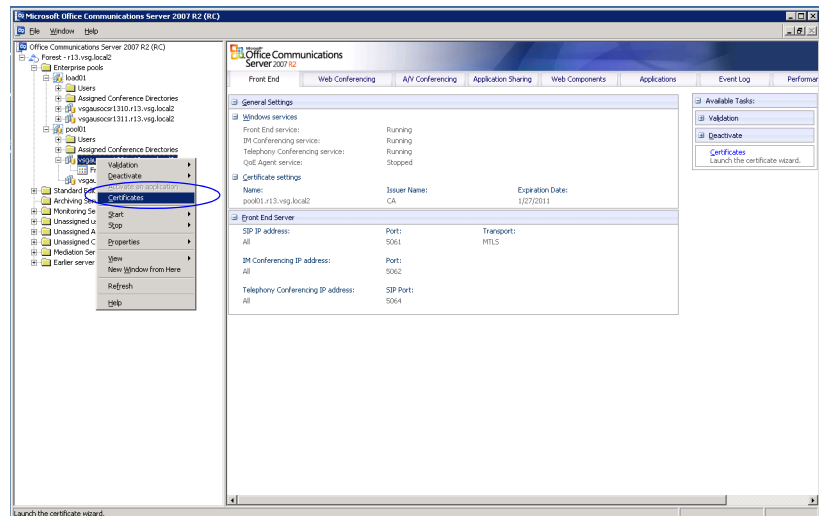 Microsoft Office Communications Server 2007 R2 (RC)
File Window Help
Office Communications Server 2007 R2 (RC)
Forest - r13.vsg.local2
Enterprise pools
load01
Users
Assigned Conference Directories
vsgausocsr1310.r13.vsg.local2
vsgausocsr1311.r13.vsg.local2
pool01
Users
Assigned Conference Directories
Fr
vsgau
Standard Edi
Archiving Ser
Monitoring Se
Unassigned u
Unassigned A
Unassigned C
Mediation Ser
Earlier server
Validation
Deactivate
Activate an application
Certificates
Start
Stop
Properties
View
New Window from Here
Refresh
Help
Microsoft
Office Communications
Server 2007 R2
Front End Web Conferencing A/V Conferencing Application Sharing Web Components Applications Event Log Performar
General Settings
Windows services
Front End service: Running
IM Conferencing service: Running
Telephony Conferencing service: Running
QoE Agent service: Stopped
Certificate settings
Name: Issuer Name: Expiration Date:
pool01.r13.vsg.local2 CA 1/27/2011
Front End Server
SIP IP address: Port: Transport:
All 5061 MTLS
IM Conferencing IP address: Port:
All 5062
Telephony Conferencing IP address: SIP Port:
All 5064
Available Tasks:
Validation
Deactivate
Certificates
Launch the certificate wizard.
Launch the certificate wizard.